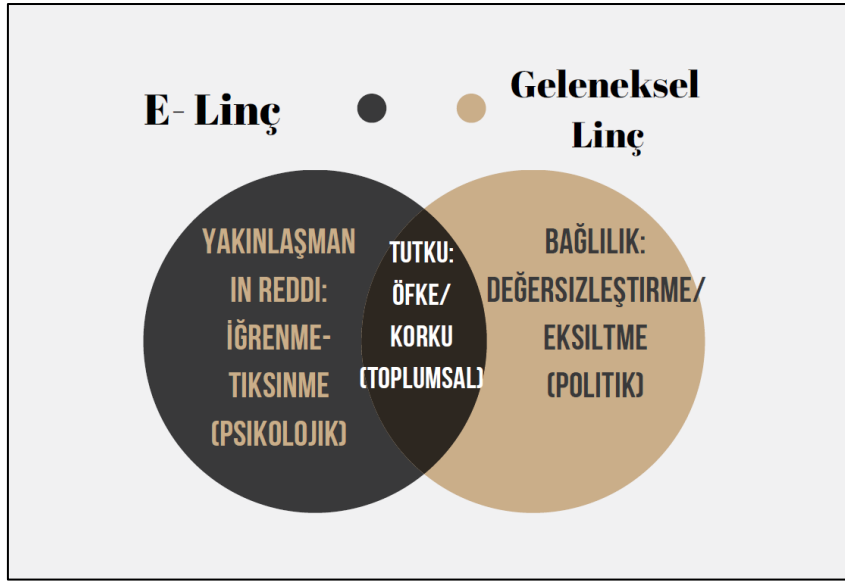 E- Linç
Geleneksel
Linç
YAKINLAŞMAN
IN REDDI:
İĞRENME-
TIKSINME
(PSIKOLOJIK)
TUTKU:
ÖFKE/
KORKU
(TOPLUMSAL)
BAĞLILIK:
DEĞERSIZLEŞTIRME/
EKSILTME
(POLITIK)